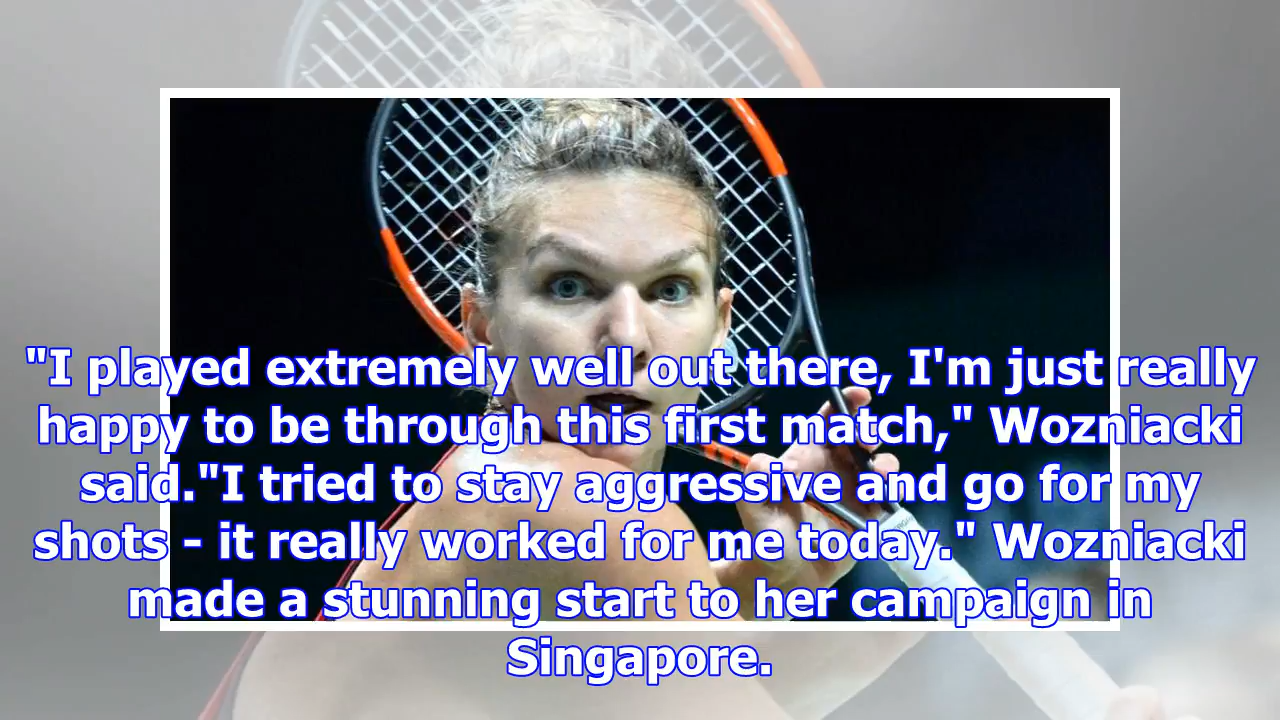 "I played extremely well out there, I'm just really
happy to be through this first match," Wozniacki
said."I tried to stay aggressive and go for my
shots - it really worked for me today." Wozniacki
made a stunning start to her campaign in
Singapore.